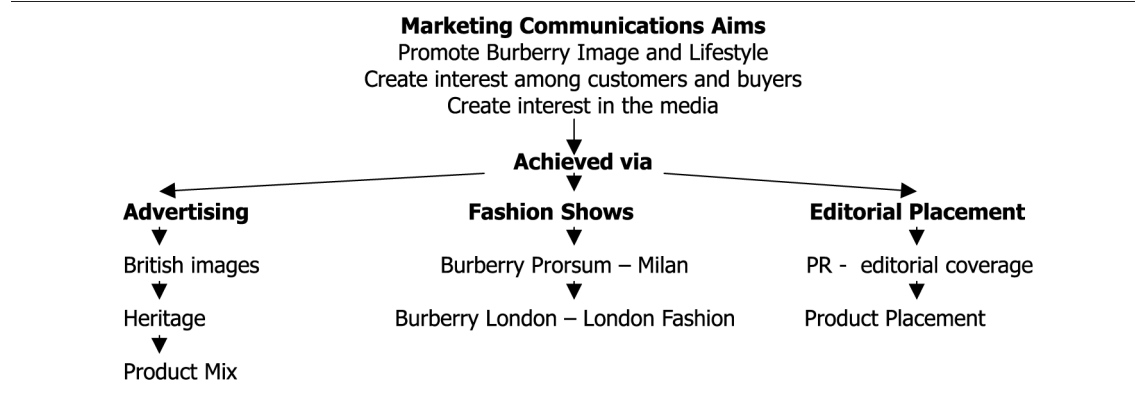 Marketing Communications Aims
Promote Burberry Image and Lifestyle
Create interest among customers and buyers
Create interest in the media
Achieved via
Advertising
British images
Heritage
Product Mix
Fashion Shows
Burberry Prorsum – Milan
Burberry London – London Fashion
Editorial Placement
PR -  editorial coverage
Product Placement